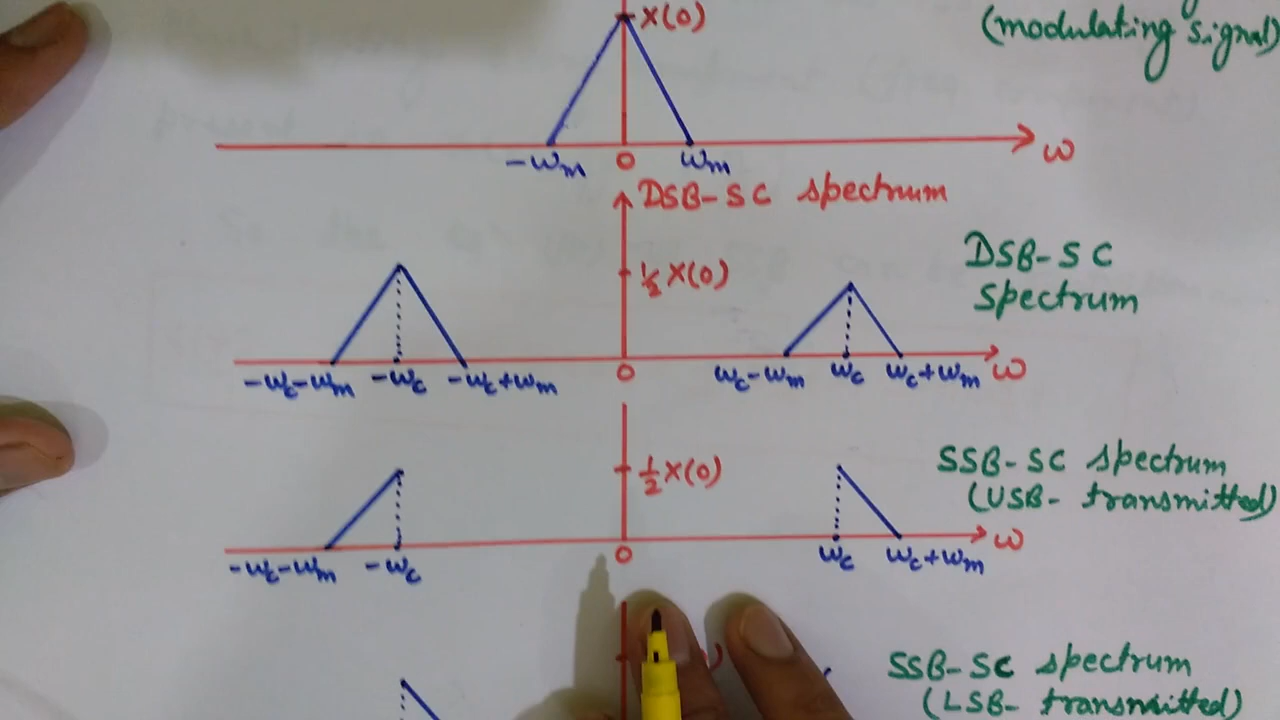 X(0)
(modulating signal)
-ωm 0 ωm ω
DSB-SC spectrum
½ X(0)
DSB-SC
spectrum
-ωc-ωm -ωc -ωc+ωm 0 ωc-ωm ωc ωc+ωm ω
½ X(0)
SSB-SC spectrum
(USB- transmitted)
-ωc-ωm -ωc 0 ωc ωc+ωm ω
SSB-SC spectrum
(LSB- transmitted)